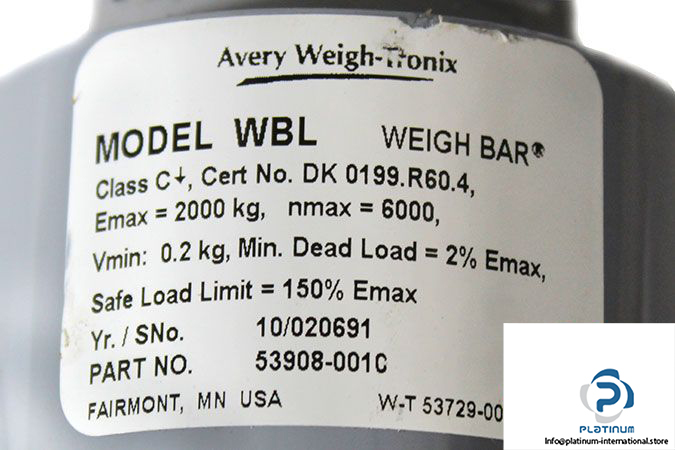 Avery Weigh-Tronix
MODEL WBL WEIGH BAR®
Class C↓, Cert No. DK 0199.R60.4,
Emax = 2000 kg, nmax = 6000,
Vmin: 0.2 kg, Min. Dead Load = 2% Emax,
Safe Load Limit = 150% Emax
Yr. / SNo. 10/020691
PART NO. 53908-001C
FAIRMONT, MN USA W-T 53729-00
PLATINUM
Info@platinum-international.store